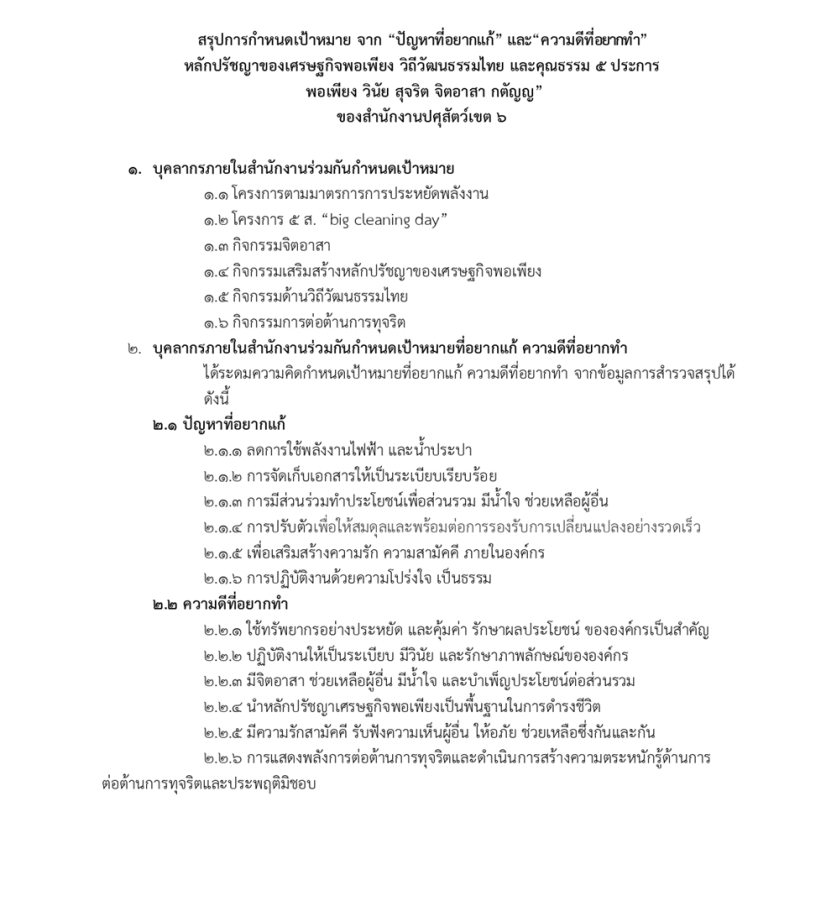 สรุปการกำหนดเป้าหมาย จาก “ปัญหาที่อยากแก้” และ“ความดีที่อยากทำ”
หลักปรัชญาของเศรษฐกิจพอเพียง วิถีวัฒนธรรมไทย และคุณธรรม ๕ ประการ
พอเพียง วินัย สุจริต จิตอาสา กตัญญู”
ของสำนักงานปศุสัตว์เขต ๖
๑. บุคลากรภายในสำนักงานร่วมกันกำหนดเป้าหมาย
๑.๑ โครงการตามมาตรการการประหยัดพลังงาน
๑.๒ โครงการ ๕ ส. “big cleaning day”
๑.๓ กิจกรรมจิตอาสา
๑.๔ กิจกรรมเสริมสร้างหลักปรัชญาของเศรษฐกิจพอเพียง
๑.๕ กิจกรรมด้านวิถีวัฒนธรรมไทย
๑.๖ กิจกรรมการต่อต้านการทุจริต
๒. บุคลากรภายในสำนักงานร่วมกันกำหนดเป้าหมายที่อยากแก้ ความดีที่อยากทำ
ได้ระดมความคิดกำหนดเป้าหมายที่อยากแก้ ความดีที่อยากทำ จากข้อมูลการสำรวจสรุปได้
ดังนี้
๒.๑ ปัญหาที่อยากแก้
๒.๑.๑ ลดการใช้พลังงานไฟฟ้า และน้ำประปา
๒.๑.๒ การจัดเก็บเอกสารให้เป็นระเบียบเรียบร้อย
๒.๑.๓ การมีส่วนร่วมทำประโยชน์เพื่อส่วนรวม มีน้ำใจ ช่วยเหลือผู้อื่น
๒.๑.๔ การปรับตัวเพื่อให้สมดุลและพร้อมต่อการรองรับการเปลี่ยนแปลงอย่างรวดเร็ว
๒.๑.๕ เพื่อเสริมสร้างความรัก ความสามัคคี ภายในองค์กร
๒.๑.๖ การปฏิบัติงานด้วยความโปร่งใจ เป็นธรรม
๒.๒ ความดีที่อยากทำ
๒.๒.๑ ใช้ทรัพยากรอย่างประหยัด และคุ้มค่า รักษาผลประโยชน์ ขององค์กรเป็นสำคัญ
๒.๒.๒ ปฏิบัติงานให้เป็นระเบียบ มีวินัย และรักษาภาพลักษณ์ขององค์กร
๒.๒.๓ มีจิตอาสา ช่วยเหลือผู้อื่น มีน้ำใจ และบำเพ็ญประโยชน์ต่อส่วนรวม
๒.๒.๔ นำหลักปรัชญาเศรษฐกิจพอเพียงเป็นพื้นฐานในการดำรงชีวิต
๒.๒.๕ มีความรักสามัคคี รับฟังความเห็นผู้อื่น ให้อภัย ช่วยเหลือซึ่งกันและกัน
๒.๒.๖ การแสดงพลังการต่อต้านการทุจริตและดำเนินการสร้างความตระหนักรู้ด้านการ
ต่อต้านการทุจริตและประพฤติมิชอบ